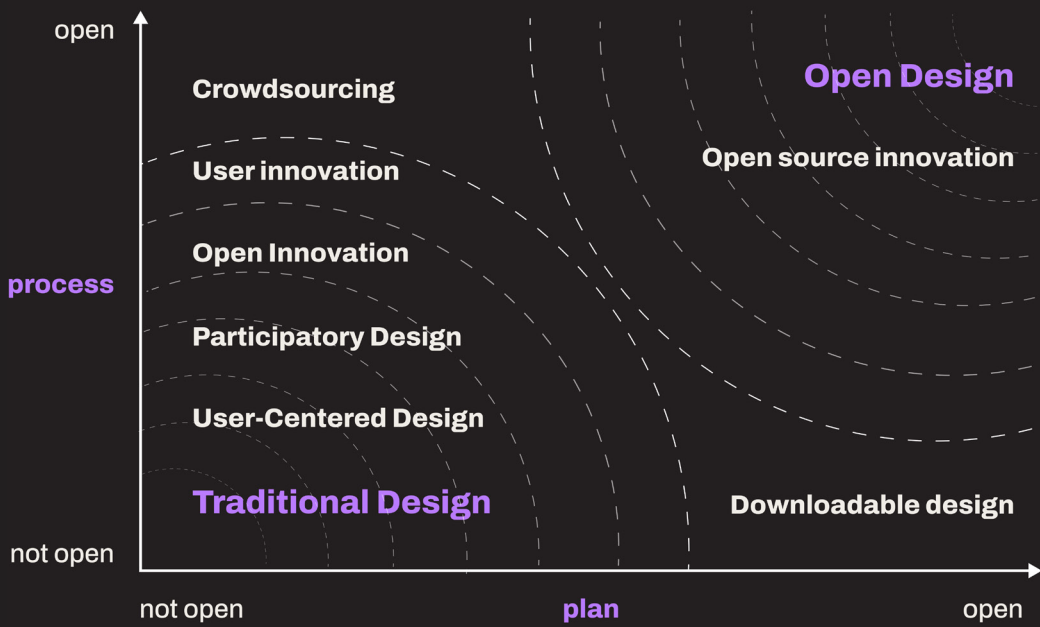 open
Crowdsourcing
Open Design
User innovation
Open source innovation
Open Innovation
process
Participatory Design
User-Centered Design
Traditional Design
Downloadable design
not open
not open
plan
open